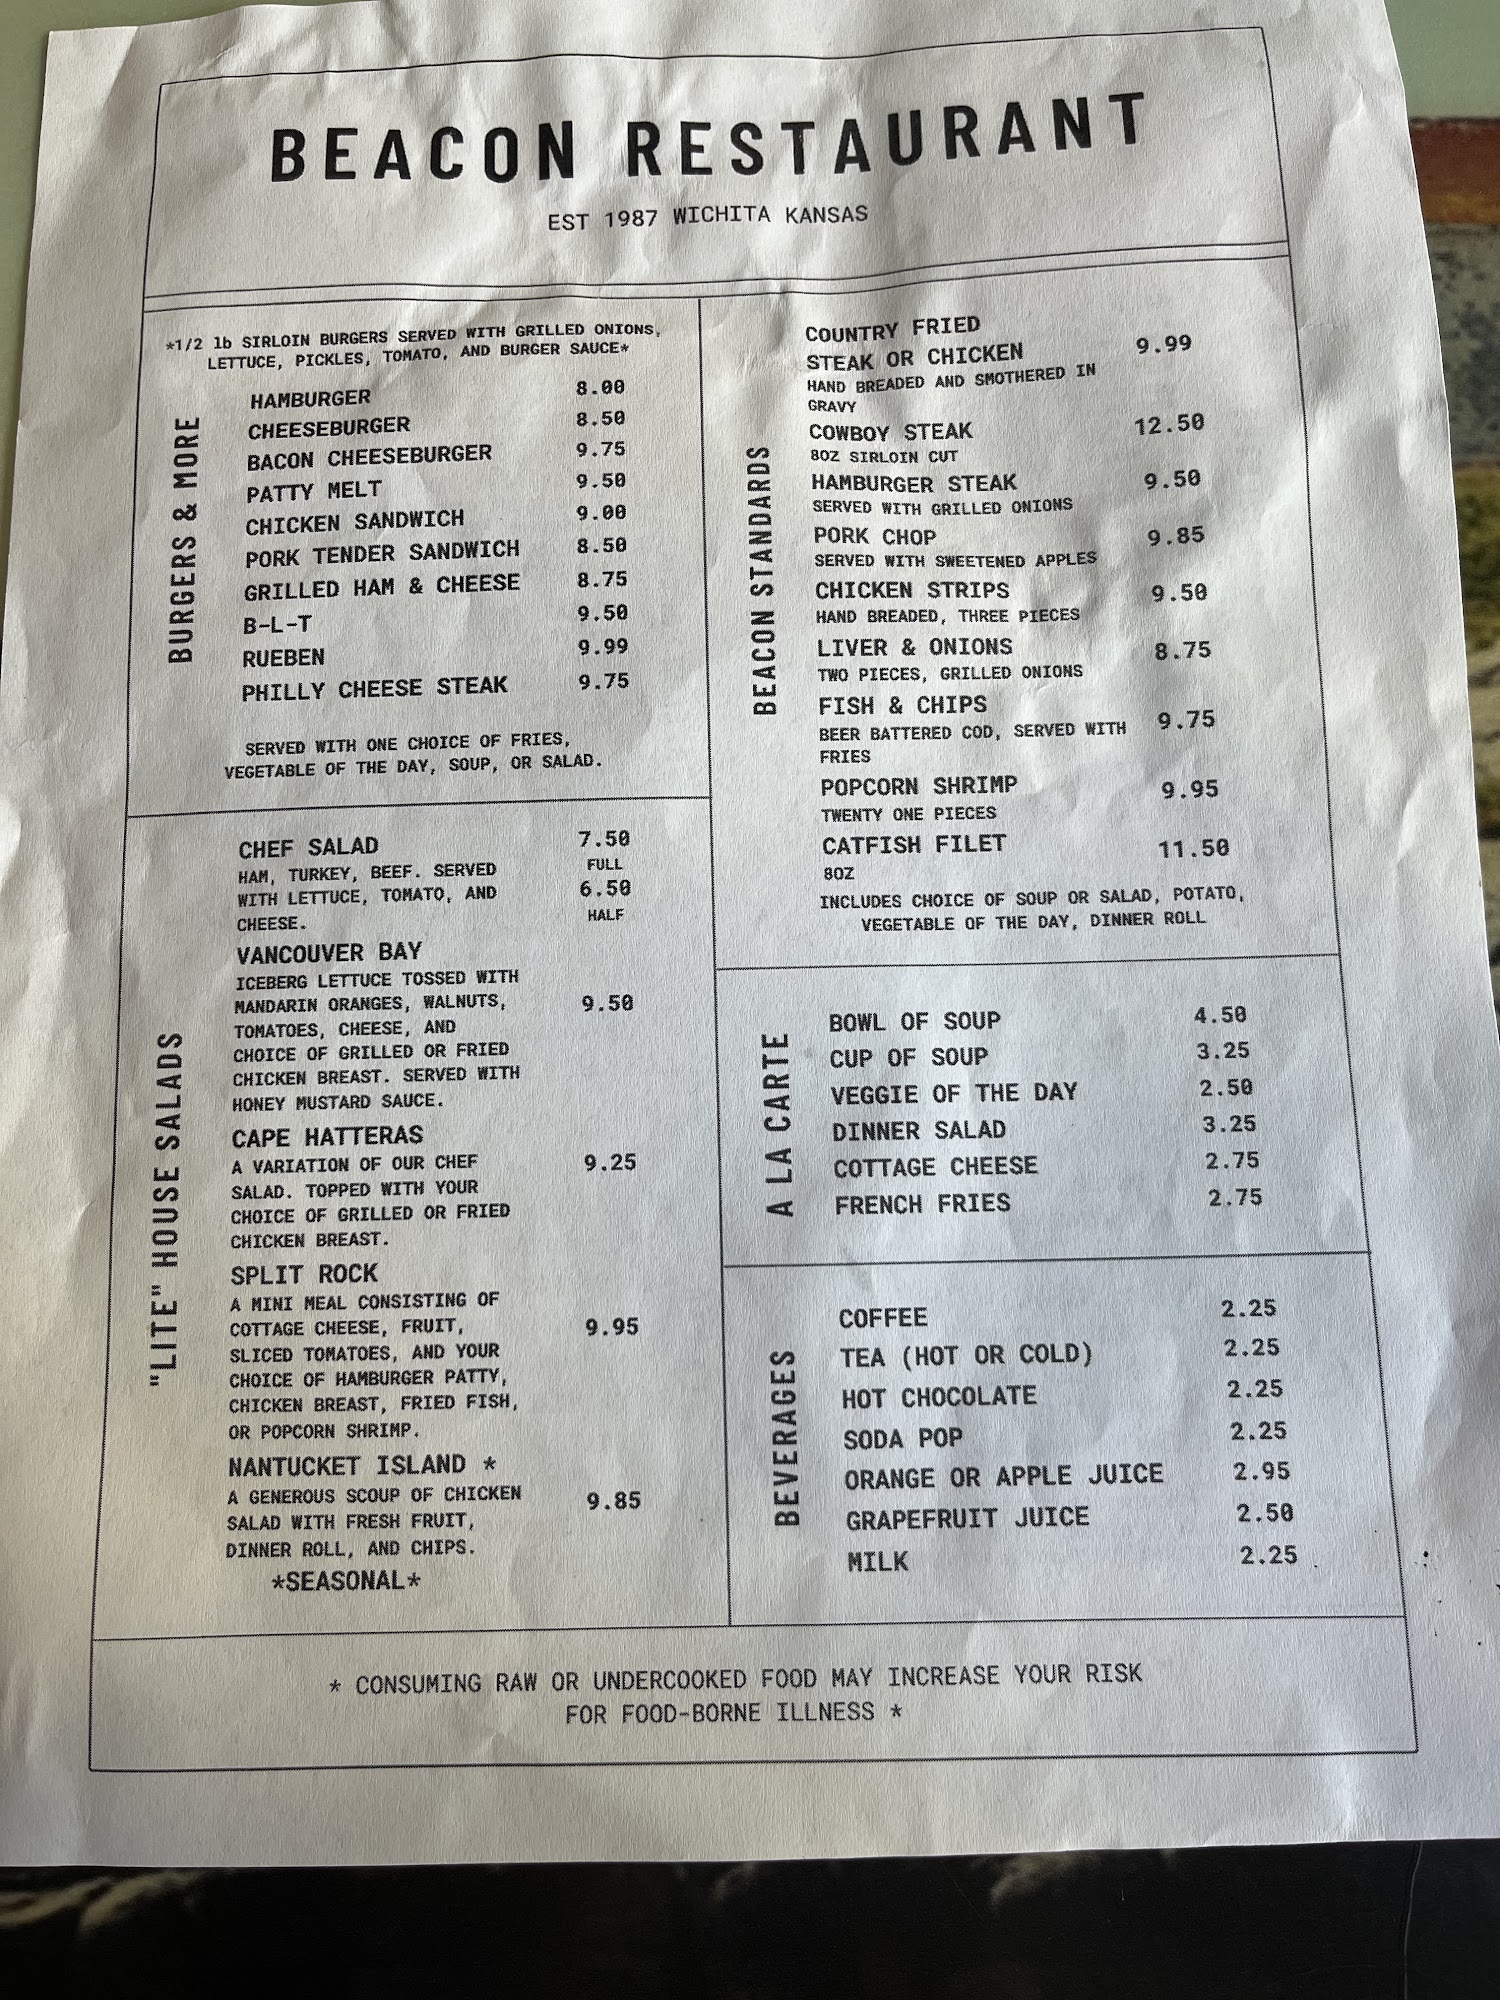 BEACON RESTAURANT
EST 1987 WICHITA KANSAS
BURGERS & MORE
*1/2 lb SIRLOIN BURGERS SERVED WITH GRILLED ONIONS,
LETTUCE, PICKLES, TOMATO, AND BURGER SAUCE*
HAMBURGER 8.00
CHEESEBURGER 8.50
BACON CHEESEBURGER 9.75
PATTY MELT 9.50
CHICKEN SANDWICH 9.00
PORK TENDER SANDWICH 8.50
GRILLED HAM & CHEESE 8.75
B-L-T 9.50
RUEBEN 9.99
PHILLY CHEESE STEAK 9.75
SERVED WITH ONE CHOICE OF FRIES,
VEGETABLE OF THE DAY, SOUP, OR SALAD.
"LITE" HOUSE SALADS
CHEF SALAD 7.50
HAM, TURKEY, BEEF. SERVED FULL
WITH LETTUCE, TOMATO, AND 6.50
CHEESE. HALF
VANCOUVER BAY
ICEBERG LETTUCE TOSSED WITH
MANDARIN ORANGES, WALNUTS, 9.50
TOMATOES, CHEESE, AND
CHOICE OF GRILLED OR FRIED
CHICKEN BREAST. SERVED WITH
HONEY MUSTARD SAUCE.
CAPE HATTERAS
A VARIATION OF OUR CHEF 9.25
SALAD. TOPPED WITH YOUR
CHOICE OF GRILLED OR FRIED
CHICKEN BREAST.
SPLIT ROCK
A MINI MEAL CONSISTING OF
COTTAGE CHEESE, FRUIT, 9.95
SLICED TOMATOES, AND YOUR
CHOICE OF HAMBURGER PATTY,
CHICKEN BREAST, FRIED FISH,
OR POPCORN SHRIMP.
NANTUCKET ISLAND *
A GENEROUS SCOUP OF CHICKEN 9.85
SALAD WITH FRESH FRUIT,
DINNER ROLL, AND CHIPS.
*SEASONAL*
BEACON STANDARDS
COUNTRY FRIED
STEAK OR CHICKEN 9.99
HAND BREADED AND SMOTHERED IN
GRAVY
COWBOY STEAK 12.50
8OZ SIRLOIN CUT
HAMBURGER STEAK 9.50
SERVED WITH GRILLED ONIONS
PORK CHOP 9.85
SERVED WITH SWEETENED APPLES
CHICKEN STRIPS 9.50
HAND BREADED, THREE PIECES
LIVER & ONIONS 8.75
TWO PIECES, GRILLED ONIONS
FISH & CHIPS 9.75
BEER BATTERED COD, SERVED WITH
FRIES
POPCORN SHRIMP 9.95
TWENTY ONE PIECES
CATFISH FILET 11.50
8OZ
INCLUDES CHOICE OF SOUP OR SALAD, POTATO,
VEGETABLE OF THE DAY, DINNER ROLL
A LA CARTE
BOWL OF SOUP 4.50
CUP OF SOUP 3.25
VEGGIE OF THE DAY 2.50
DINNER SALAD 3.25
COTTAGE CHEESE 2.75
FRENCH FRIES 2.75
BEVERAGES
COFFEE 2.25
TEA (HOT OR COLD) 2.25
HOT CHOCOLATE 2.25
SODA POP 2.25
ORANGE OR APPLE JUICE 2.95
GRAPEFRUIT JUICE 2.50
MILK 2.25
* CONSUMING RAW OR UNDERCOOKED FOOD MAY INCREASE YOUR RISK
FOR FOOD-BORNE ILLNESS *